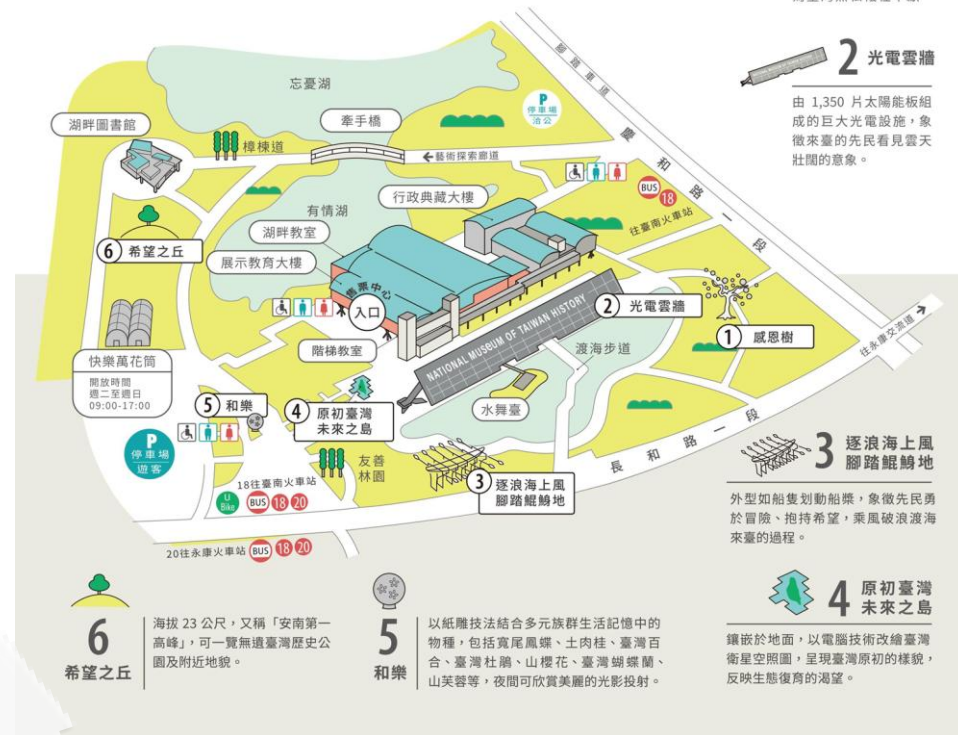 2 光電雲牆
由 1,350 片太陽能板組
成的巨大光電設施，象
徵來臺的先民看見雲天
壯闊的意象。
忘憂湖
腳踏車道
P
停車場
洽公
慶和路一段
湖畔圖書館
牽手橋
樟棟道
←藝術探索廊道
行政典藏大樓
BUS 18
往臺南火車站
有情湖
湖畔教室
6 希望之丘
展示教育大樓
售票中心
入口
2 光電雲牆
NATIONAL MUSEUM OF TAIWAN HISTORY
1 感恩樹
往永康交流道
階梯教室
渡海步道
快樂萬花筒
開放時間
週二至週日
09:00-17:00
5 和樂
4 原初臺灣
未來之島
水舞臺
P
停車場
遊客
友善
林園
3 逐浪海上風
腳踏鯤鯓地
長和路一段
18往臺南火車站
U
Bike
BUS 18 20
20往永康火車站 BUS 18 20
3 逐浪海上風
腳踏鯤鯓地
外型如船隻划動船槳，象徵先民勇
於冒險、抱持希望，乘風破浪渡海
來臺的過程。
6
希望之丘
海拔 23 公尺，又稱「安南第一
高峰」，可一覽無遺臺灣歷史公
園及附近地貌。
5
和樂
以紙雕技法結合多元族群生活記憶中的
物種，包括寬尾鳳蝶、土肉桂、臺灣百
合、臺灣杜鵑、山櫻花、臺灣蝴蝶蘭、
山芙蓉等，夜間可欣賞美麗的光影投射。
4 原初臺灣
未來之島
鑲嵌於地面，以電腦技術改繪臺灣
衛星空照圖，呈現臺灣原初的樣貌，
反映生態復育的渴望。